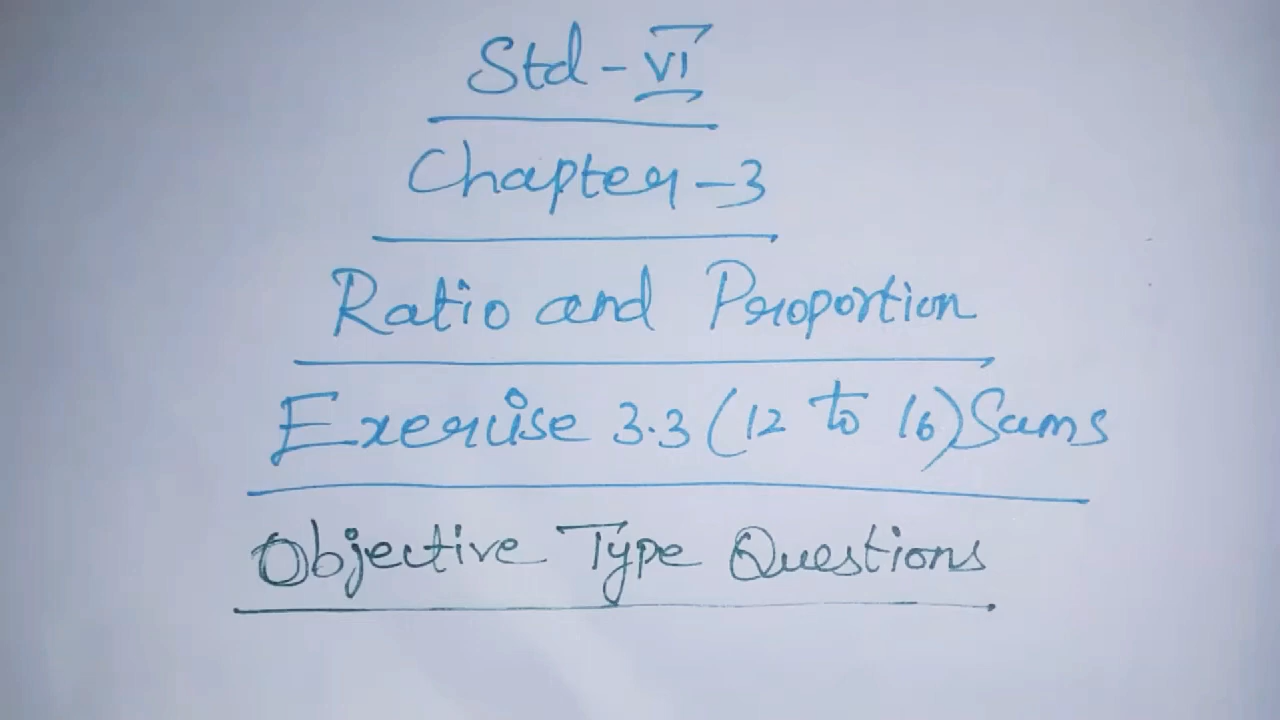 Std - VI
Chapter - 3
Ratio and Proportion
Exercise 3.3 (12 to 16) Sums
Objective Type Questions